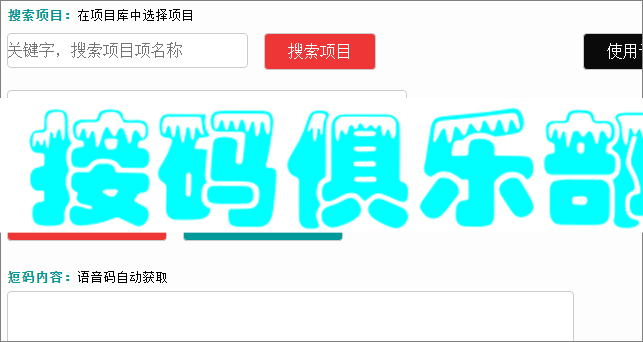 搜索项目：在项目库中选择项目
关键字，搜索项目项名称 搜索项目 使用
接码俱乐部
短码内容：语音码自动获取